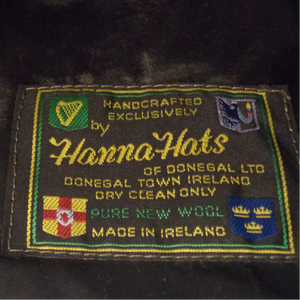 HANDCRAFTED
EXCLUSIVELY
by
Hanna Hats
OF DONEGAL LTD
DONEGAL TOWN IRELAND
DRY CLEAN ONLY
PURE NEW WOOL
MADE IN IRELAND